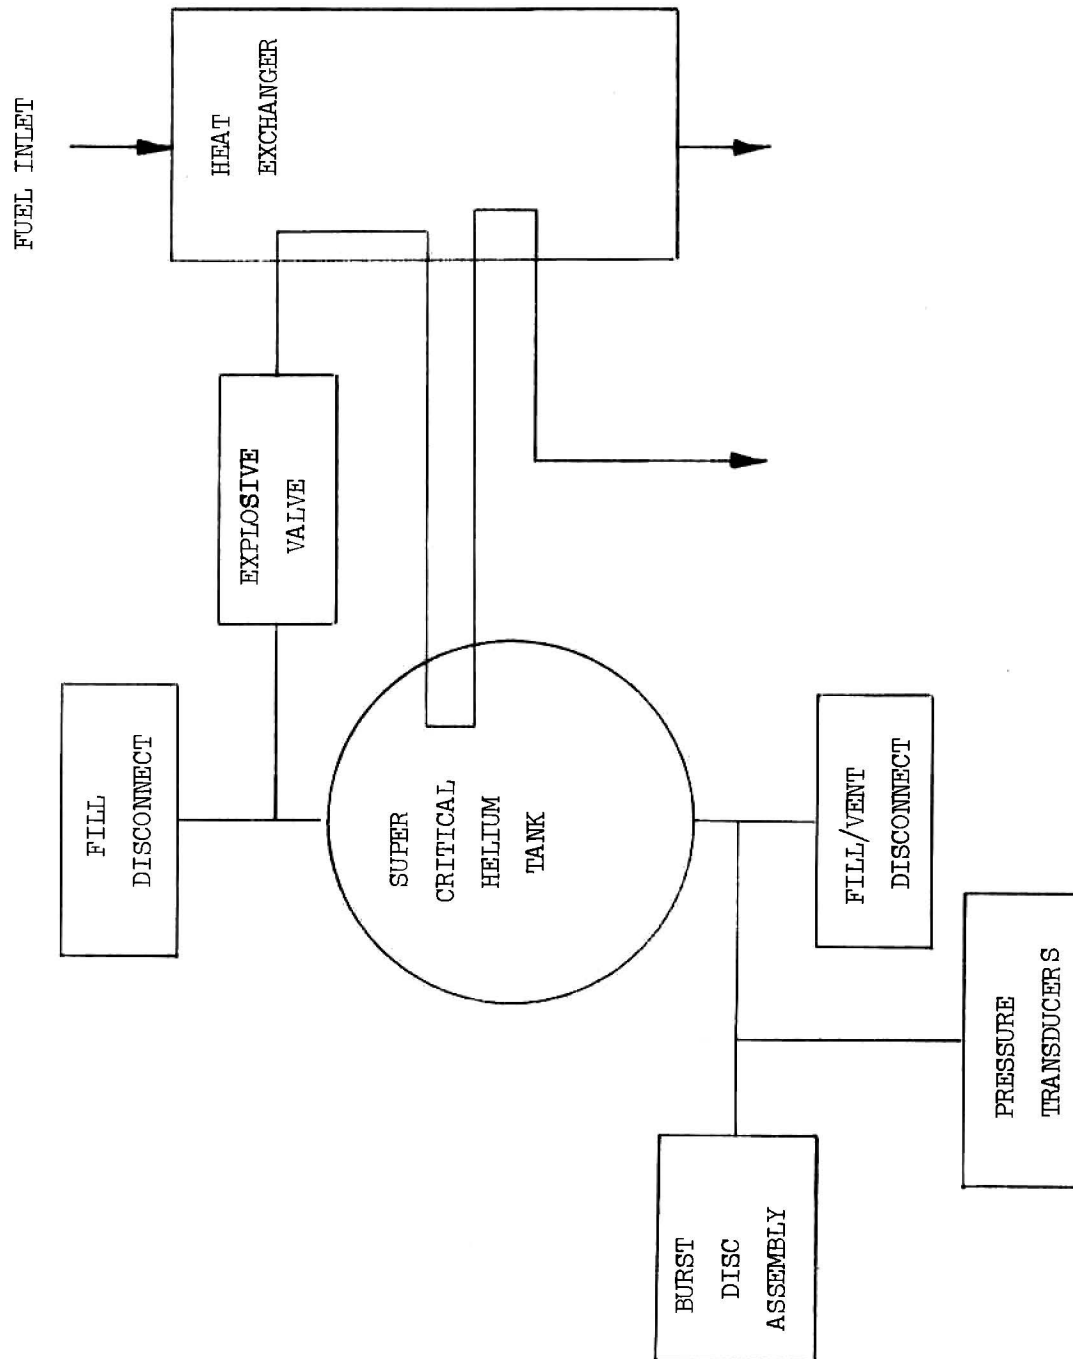 FUEL INLET
HEAT
EXCHANGER
EXPLOSIVE
VALVE
FILL
DISCONNECT
SUPER
CRITICAL
HELIUM
TANK
FILL/VENT
DISCONNECT
PRESSURE
TRANSDUCERS
BURST
DISC
ASSEMBLY